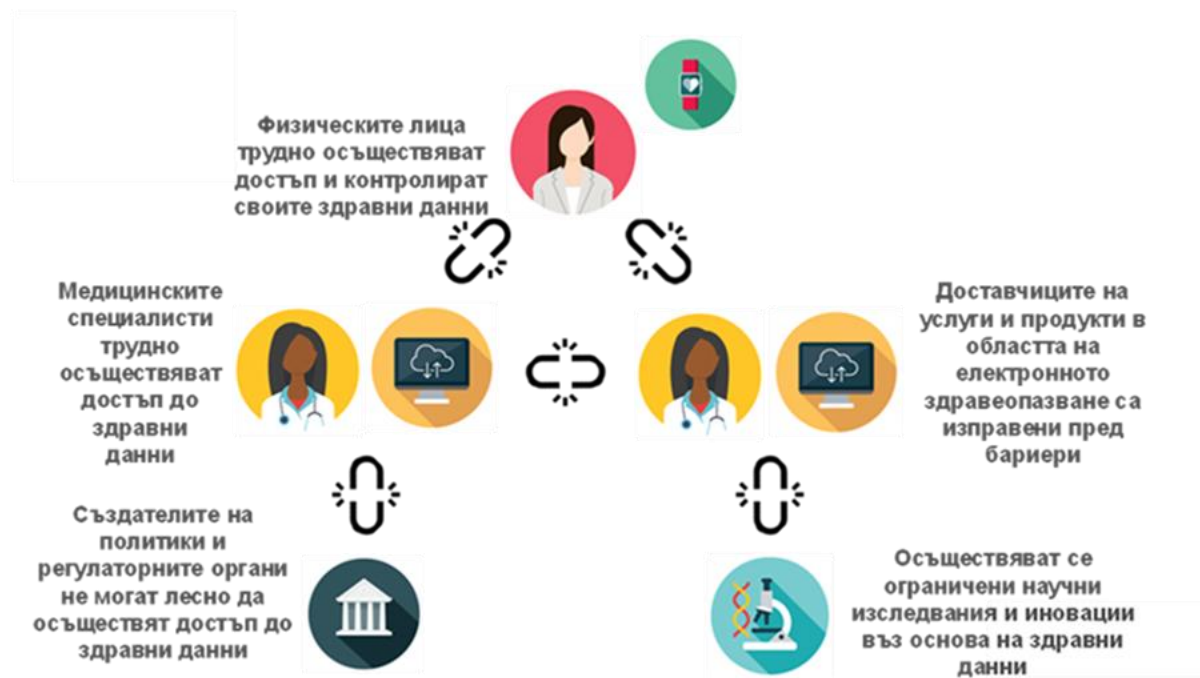 Физическите лица
трудно осъществяват
достъп и контролират
своите здравни данни
Медицинските
специалисти
трудно
осъществяват
достъп до
здравни
данни
Доставчиците на
услуги и продукти в
областта на
електронното
здравеопазване са
изправени пред
бариери
Създателите на
политики и
регулаторните органи
не могат лесно да
осъществят достъп до
здравни данни
Осъществяват се
ограничени научни
изследвания и иновации
въз основа на здравни
данни